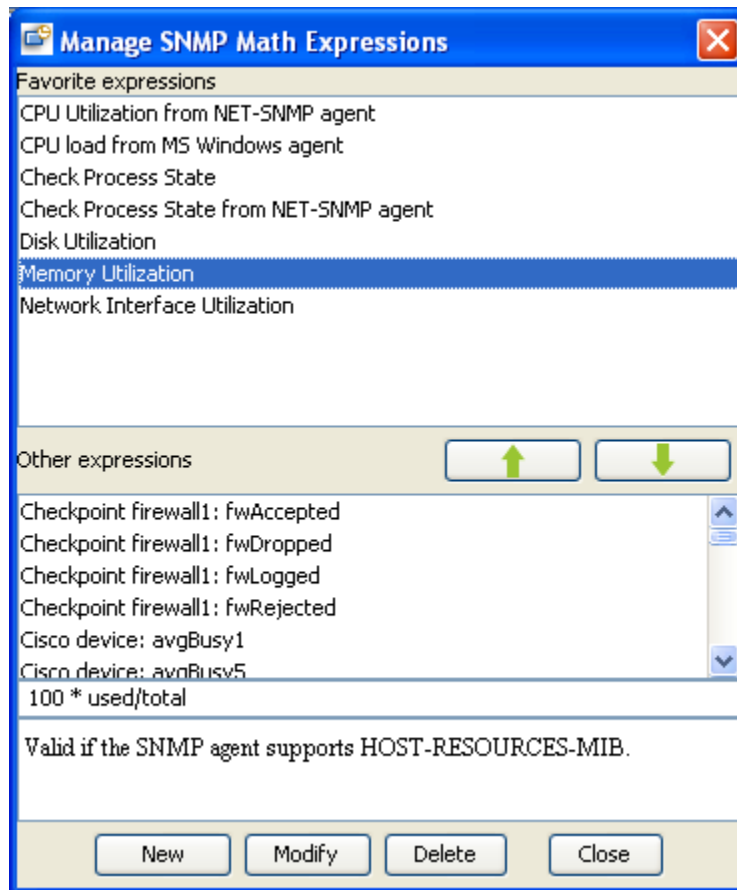 Manage SNMP Math Expressions
Favorite expressions
CPU Utilization from NET-SNMP agent
CPU load from MS Windows agent
Check Process State
Check Process State from NET-SNMP agent
Disk Utilization
Memory Utilization
Network Interface Utilization
Other expressions
Checkpoint firewall1: fwAccepted
Checkpoint firewall1: fwDropped
Checkpoint firewall1: fwLogged
Checkpoint firewall1: fwRejected
Cisco device: avgBusy1
Cisco device: avgBusy5
100 * used/total
Valid if the SNMP agent supports HOST-RESOURCES-MIB.
New Modify Delete Close